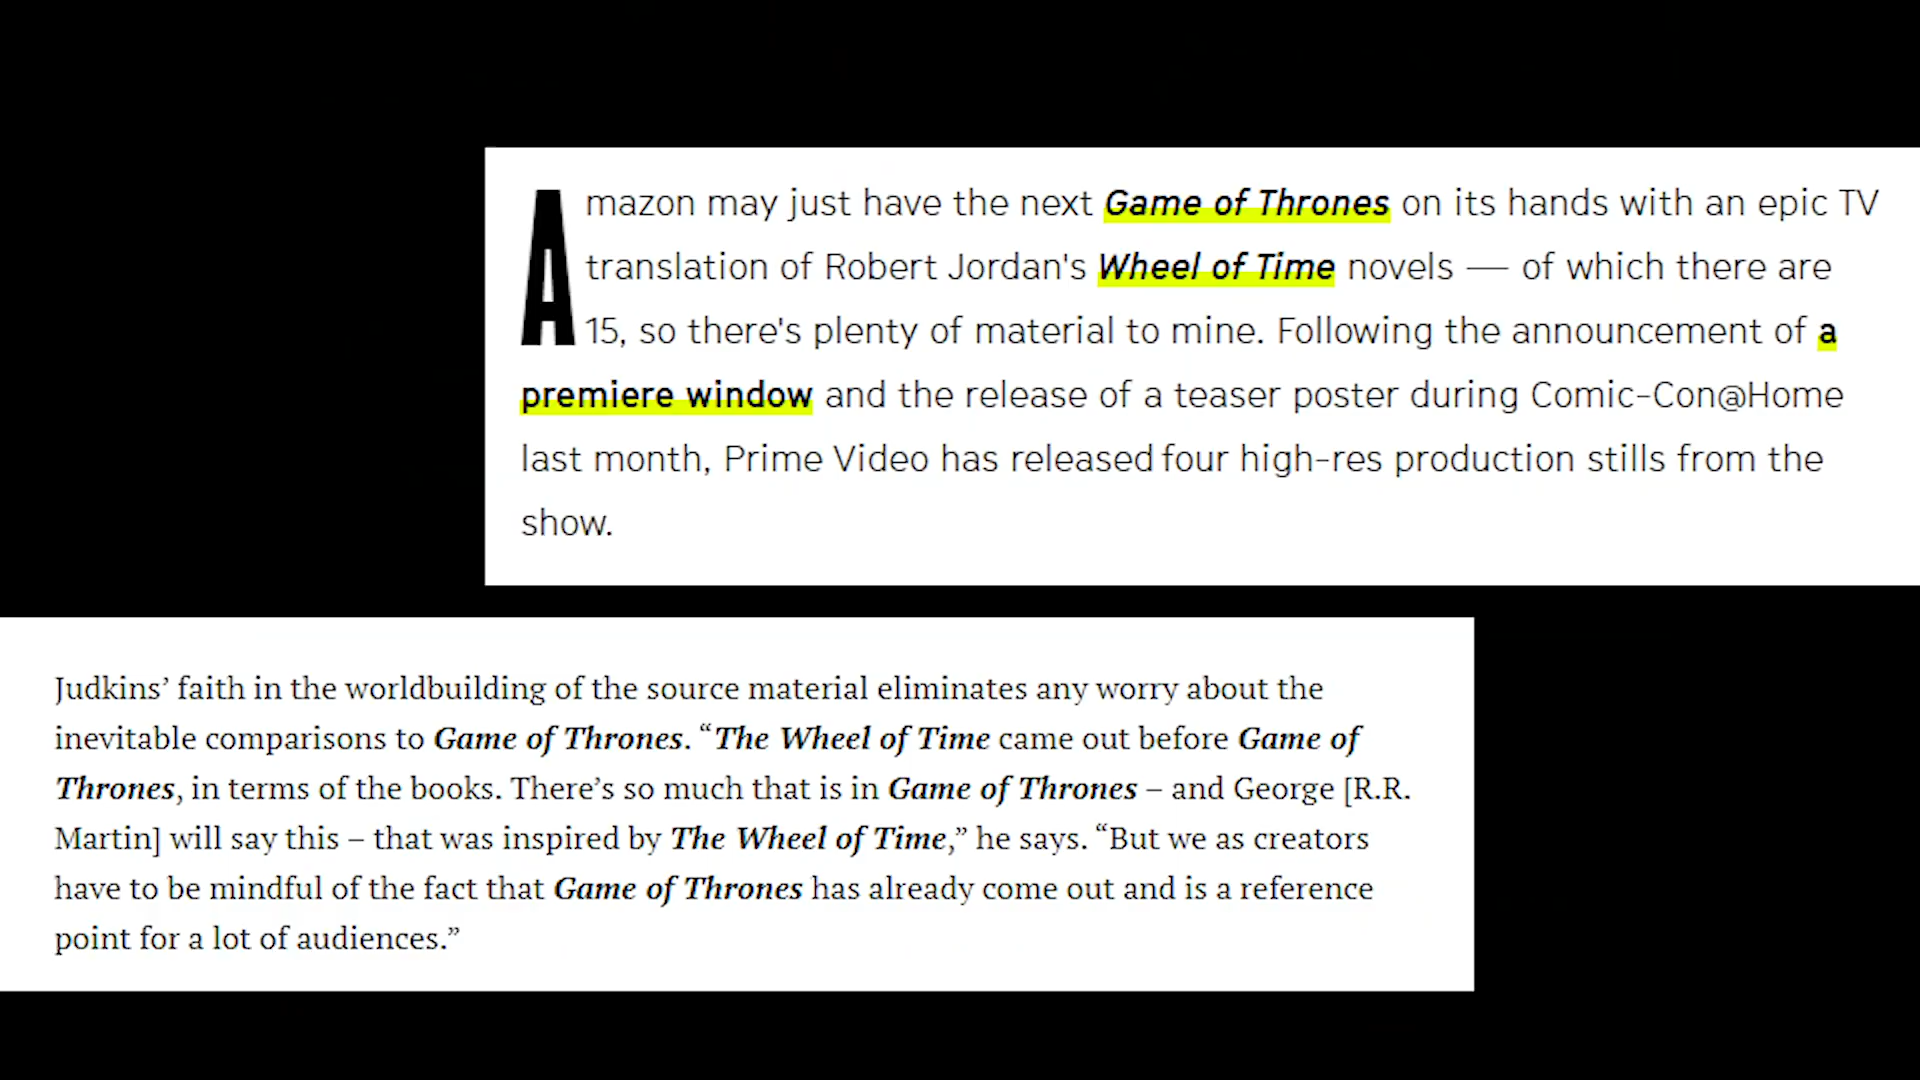 Amazon may just have the next Game of Thrones on its hands with an epic TV
translation of Robert Jordan's Wheel of Time novels — of which there are
15, so there's plenty of material to mine. Following the announcement of a
premiere window and the release of a teaser poster during Comic-Con@Home
last month, Prime Video has released four high-res production stills from the
show.
Judkins’ faith in the worldbuilding of the source material eliminates any worry about the
inevitable comparisons to Game of Thrones. “The Wheel of Time came out before Game of
Thrones, in terms of the books. There’s so much that is in Game of Thrones – and George [R.R.
Martin] will say this – that was inspired by The Wheel of Time,” he says. “But we as creators
have to be mindful of the fact that Game of Thrones has already come out and is a reference
point for a lot of audiences.”